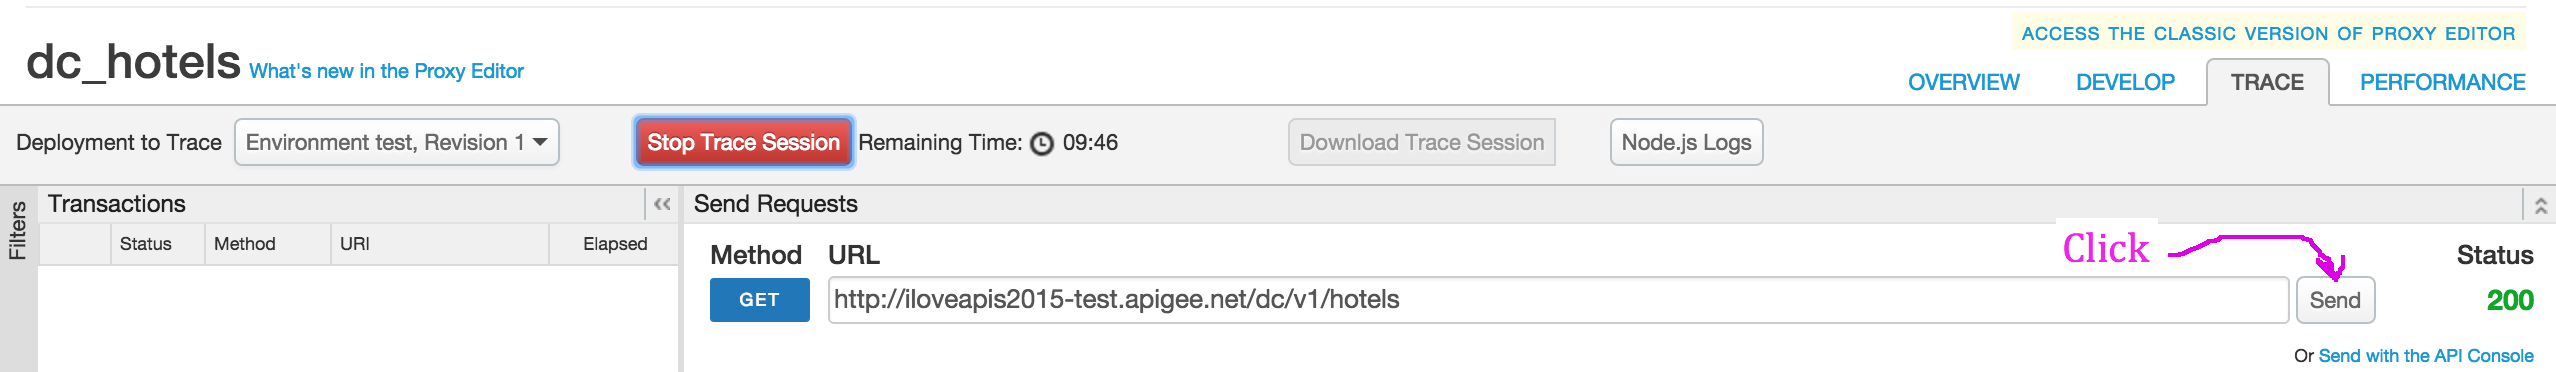 ACCESS THE CLASSIC VERSION OF PROXY EDITOR
dc_hotels What's new in the Proxy Editor
OVERVIEW DEVELOP TRACE PERFORMANCE
Deployment to Trace Environment test, Revision 1 Stop Trace Session Remaining Time: 09:46 Download Trace Session Node.js Logs
Filters
Transactions
Status Method URI Elapsed
Send Requests
Method URL Click Status
GET http://iloveapis2015-test.apigee.net/dc/v1/hotels Send 200
Or Send with the API Console